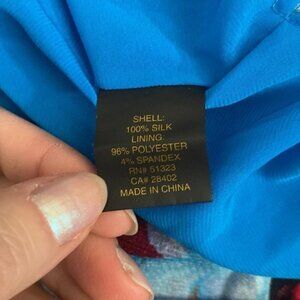 SHELL:
100% SILK
LINING:
96% POLYESTER
4% SPANDEX
RN# 51323
CA# 28402
MADE IN CHINA